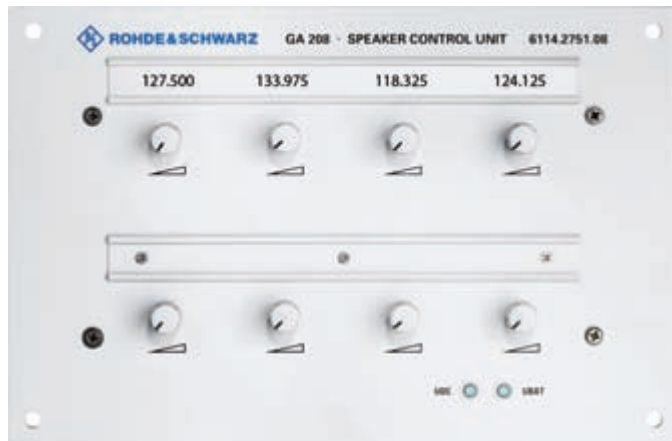 ROHDE&SCHWARZ GA 208 · SPEAKER CONTROL UNIT 6114.2751.08
127.500 133.975 118.325 124.125
UDC UBAT